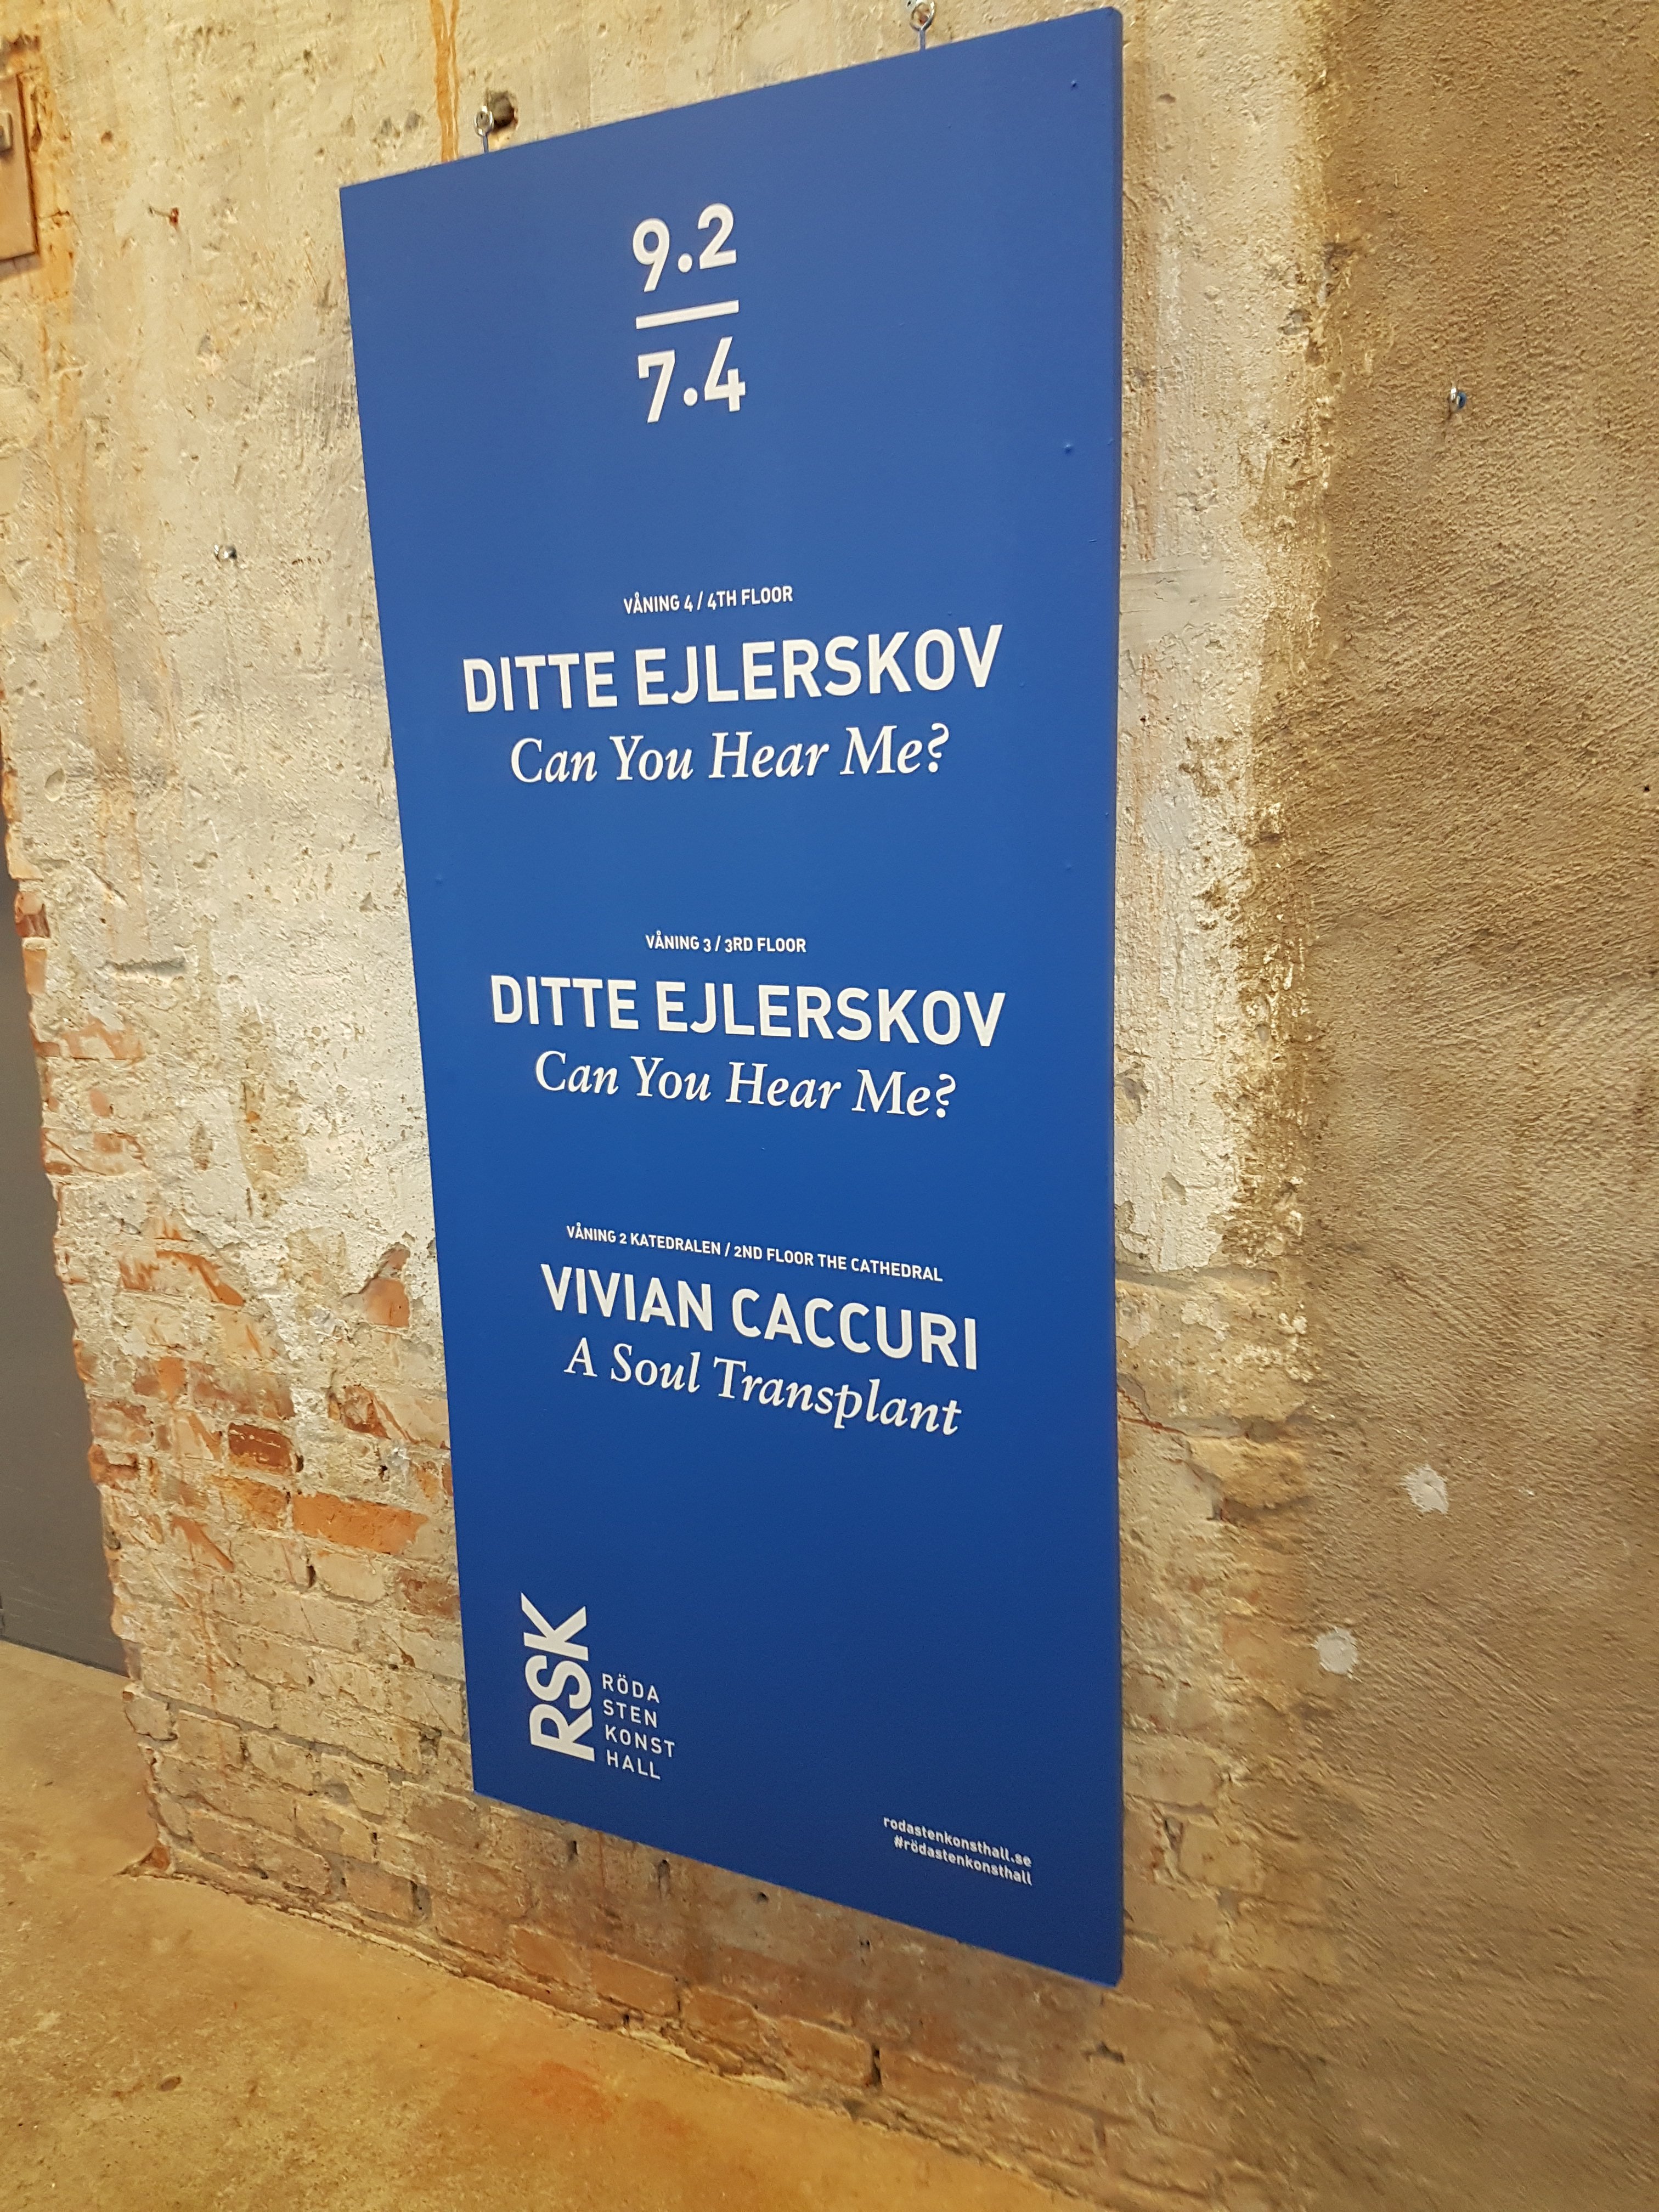 9.2
7.4
VÅNING 4 / 4TH FLOOR
DITTE EJLERSKOV
Can You Hear Me?
VÅNING 3 / 3RD FLOOR
DITTE EJLERSKOV
Can You Hear Me?
VÅNING 2 KATEDRALEN / 2ND FLOOR THE CATHEDRAL
VIVIAN CACCURI
A Soul Transplant
RSK
RÖDA
STEN
KONST
HALL
rodastenkonsthall.se
#rödastenkonsthall